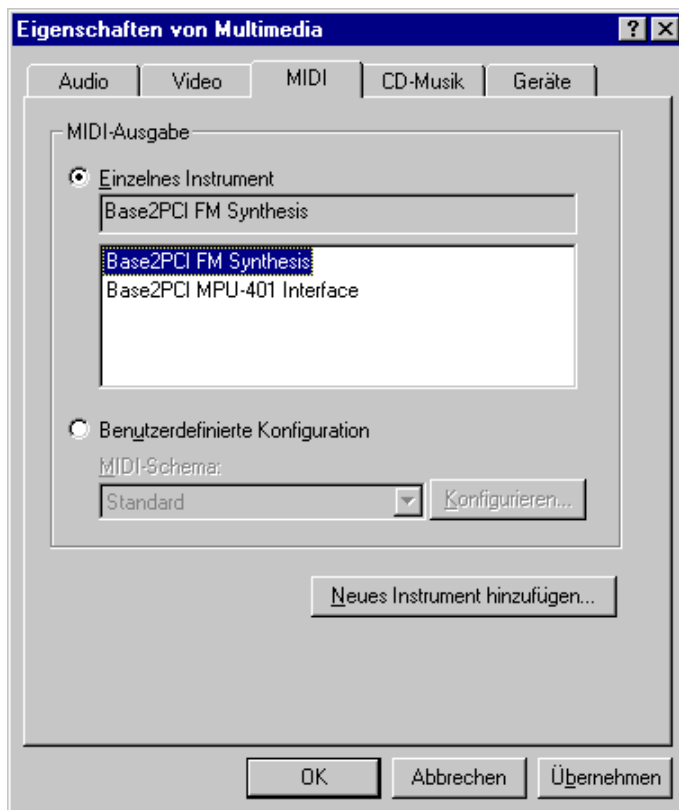 Eigenschaften von Multimedia
Audio Video MIDI CD-Musik Geräte
MIDI-Ausgabe
Einzelnes Instrument
Base2PCI FM Synthesis
Base2PCI FM Synthesis
Base2PCI MPU-401 Interface
Benutzerdefinierte Konfiguration
MIDI-Schema:
Standard Konfigurieren...
Neues Instrument hinzufügen...
OK Abbrechen Übernehmen